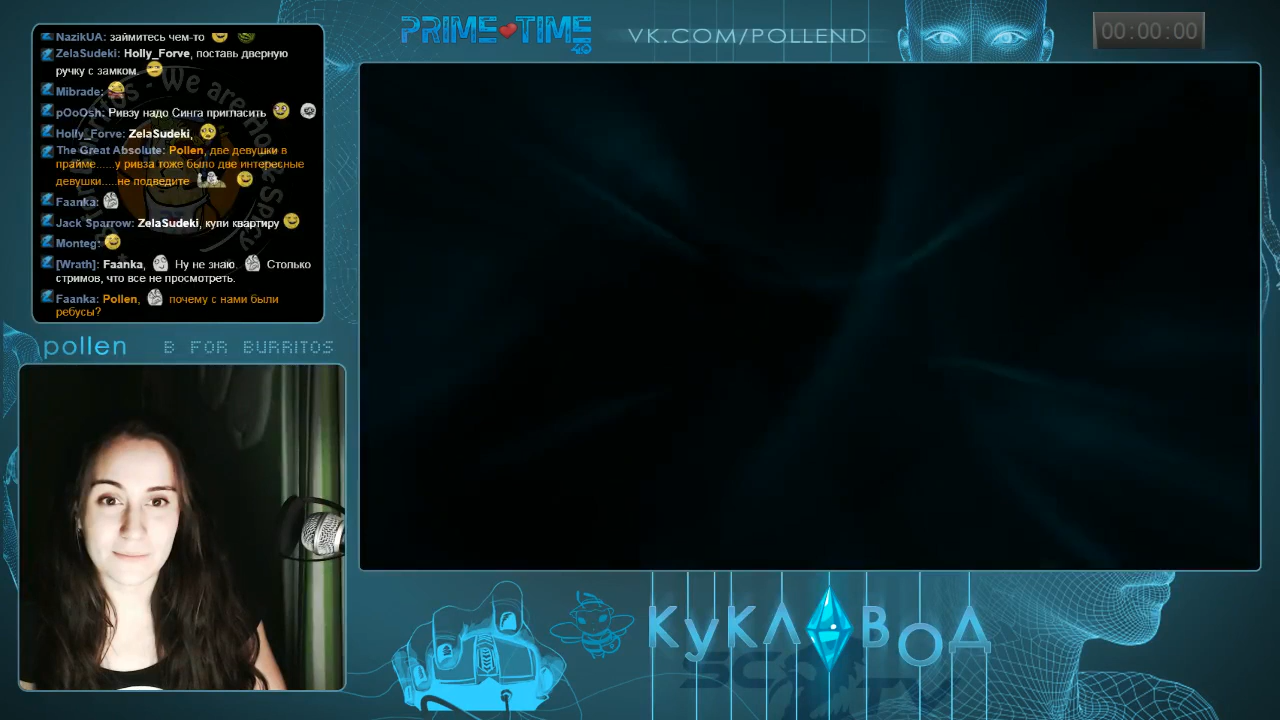 NazikUA: займитесь чем-то
ZelaSudeki: Holly_Forve, поставь дверную
ручку с замком.
Mibrade:
pOoOsh: Ривзу надо Синга пригласить
Holly_Forve: ZelaSudeki,
The Great Absolute: Pollen, две девушки в
прайме......у ривза тоже было две интересные
девушки.....не подведите
Faanka:
Jack Sparrow: ZelaSudeki, купи квартиру
Monteg:
[Wrath]: Faanka, Ну не знаю. Столько
стримов, что все не просмотреть.
Faanka: Pollen, почему с нами были
ребусы?
pollen B FOR BURRITOS
PRIME TIME
VK.COM/POLLEND
00:00:00
КУКЛОВОД